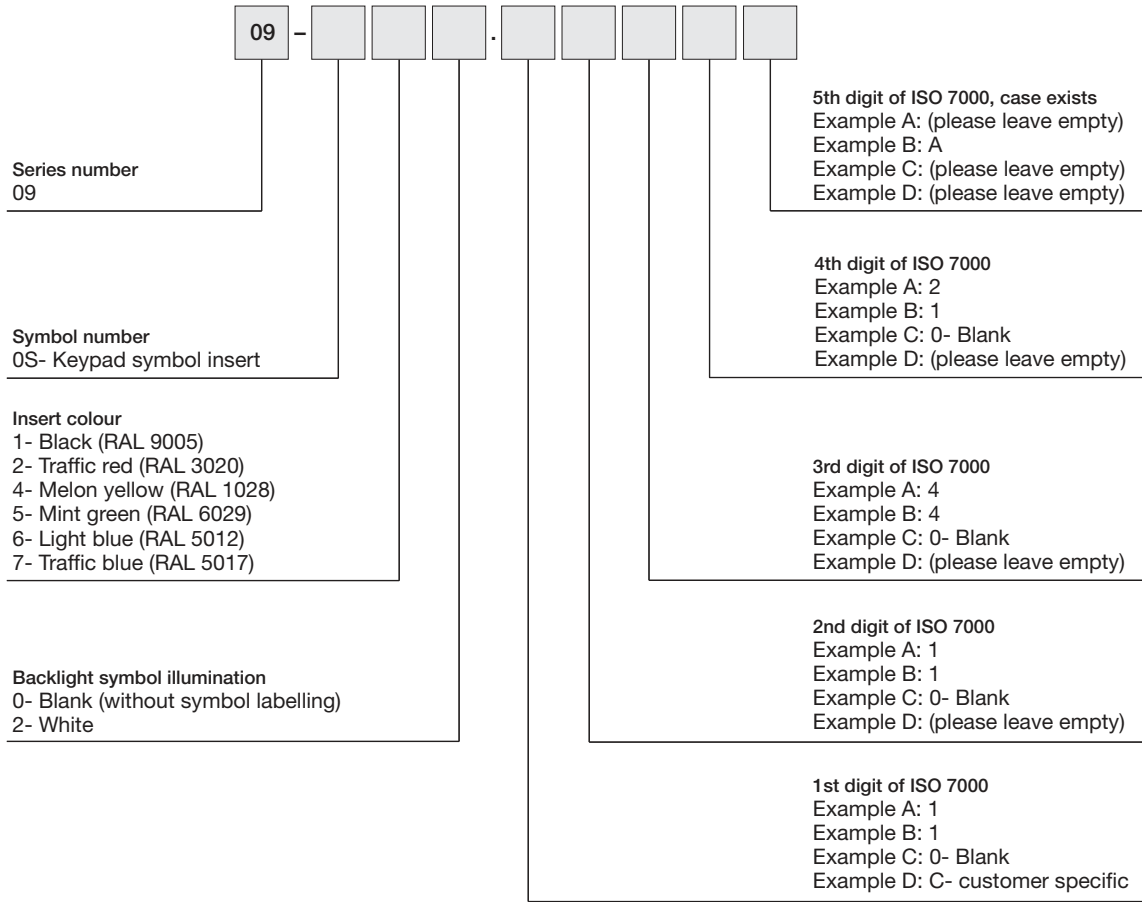 09 – .
5th digit of ISO 7000, case exists
Example A: (please leave empty)
Example B: A
Example C: (please leave empty)
Example D: (please leave empty)
Series number
09
4th digit of ISO 7000
Example A: 2
Example B: 1
Example C: 0- Blank
Example D: (please leave empty)
Symbol number
0S- Keypad symbol insert
Insert colour
1- Black (RAL 9005)
2- Traffic red (RAL 3020)
4- Melon yellow (RAL 1028)
5- Mint green (RAL 6029)
6- Light blue (RAL 5012)
7- Traffic blue (RAL 5017)
3rd digit of ISO 7000
Example A: 4
Example B: 4
Example C: 0- Blank
Example D: (please leave empty)
2nd digit of ISO 7000
Example A: 1
Example B: 1
Example C: 0- Blank
Example D: (please leave empty)
Backlight symbol illumination
0- Blank (without symbol labelling)
2- White
1st digit of ISO 7000
Example A: 1
Example B: 1
Example C: 0- Blank
Example D: C- customer specific